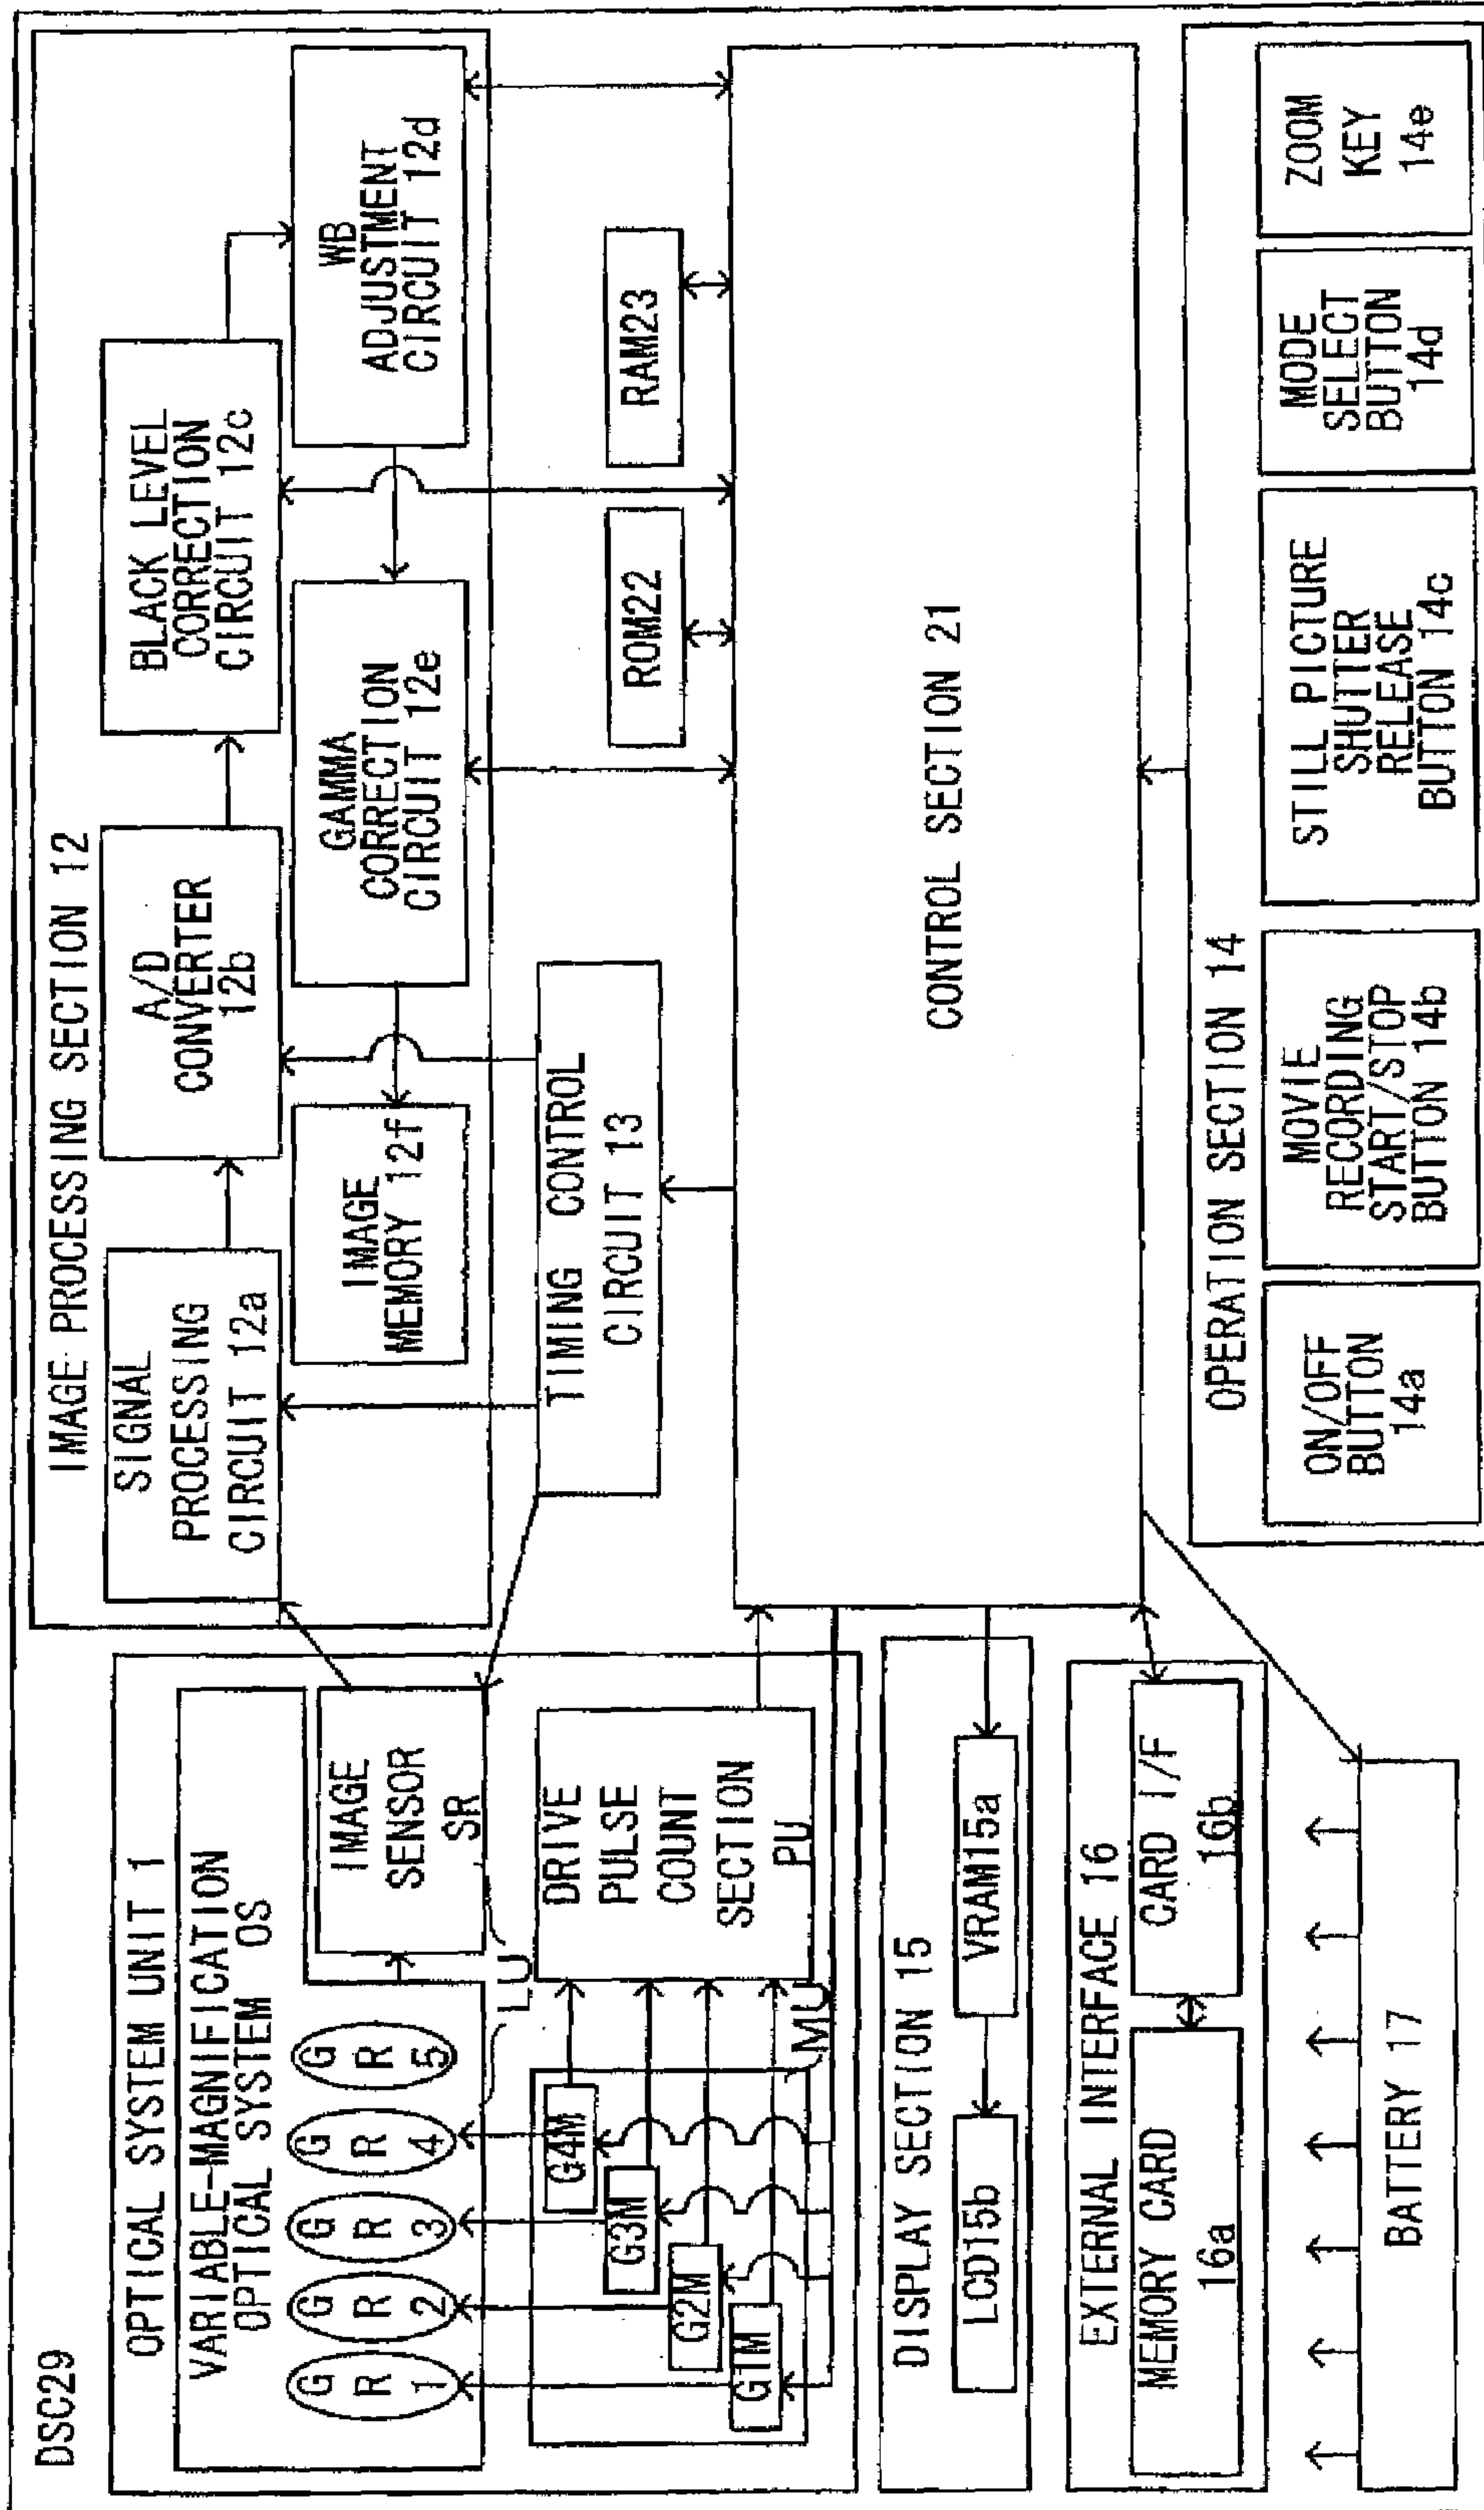 DSC29
OPTICAL SYSTEM UNIT 1
VARIABLE-MAGNIFICATION
OPTICAL SYSTEM OS
G R 1
G R 2
G R 3
G R 4
G R 5
IMAGE
SENSOR
SR
LU
G1M
G2M
G3M
G4M
MU
DRIVE
PULSE
COUNT
SECTION
PU
IMAGE PROCESSING SECTION 12
SIGNAL
PROCESSING
CIRCUIT 12a
A/D
CONVERTER
12b
BLACK LEVEL
CORRECTION
CIRCUIT 12c
WB
ADJUSTMENT
CIRCUIT 12d
GAMMA
CORRECTION
CIRCUIT 12e
IMAGE
MEMORY 12f
TIMING CONTROL
CIRCUIT 13
ROM22
RAM23
CONTROL SECTION 21
DISPLAY SECTION 15
LCD15b
VRAM15a
EXTERNAL INTERFACE 16
MEMORY CARD
16a
CARD I/F
16b
BATTERY 17
OPERATION SECTION 14
ON/OFF
BUTTON
14a
MOVIE
RECORDING
START/STOP
BUTTON 14b
STILL PICTURE
SHUTTER
RELEASE
BUTTON 14c
MODE
SELECT
BUTTON
14d
ZOOM
KEY
14e